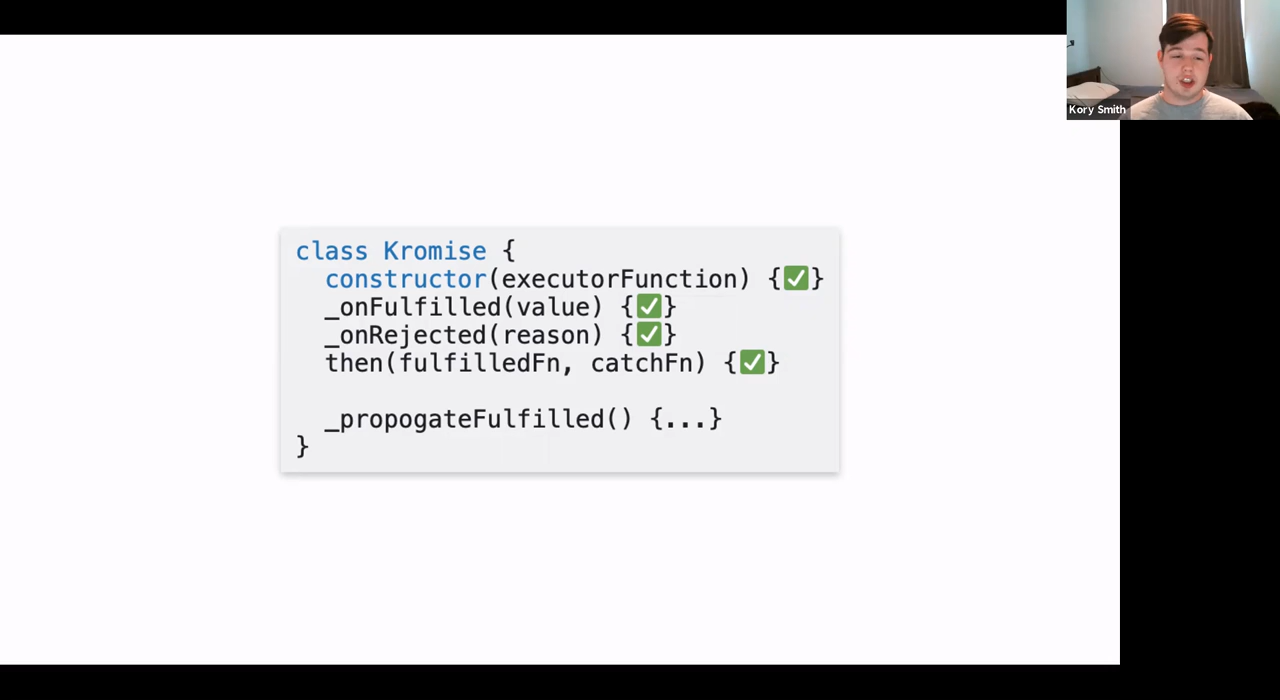 class Kromise {
constructor(executorFunction) {✅}
_onFulfilled(value) {✅}
_onRejected(reason) {✅}
then(fulfilledFn, catchFn) {✅}
_propogateFulfilled() {...}
}
Kory Smith